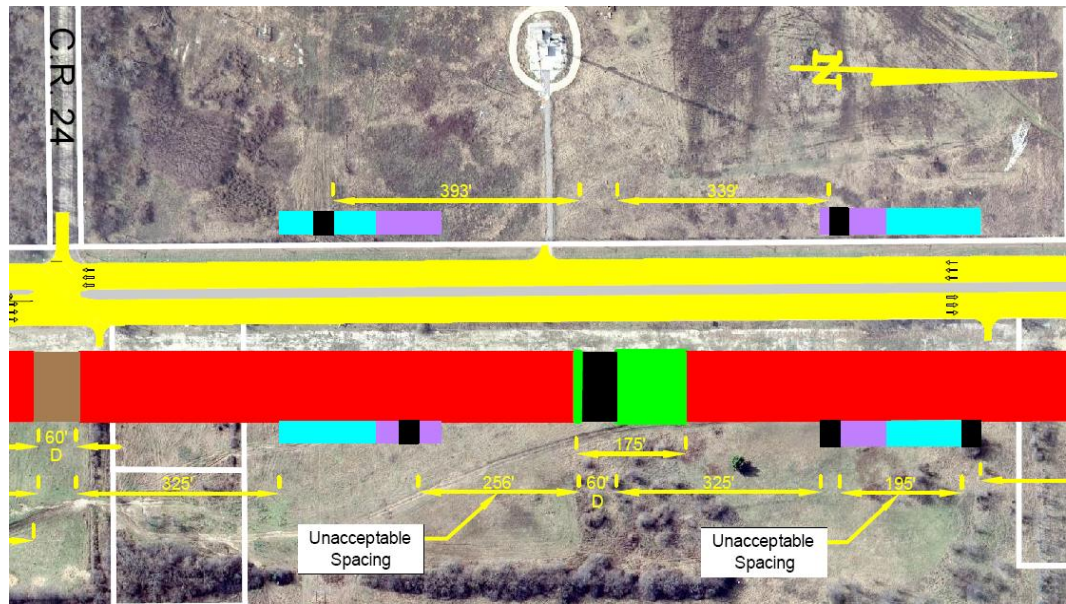 C.R. 24
N
393'
339'
60'
D
175'
325'
256'
60'
D
325'
195'
Unacceptable
Spacing
Unacceptable
Spacing